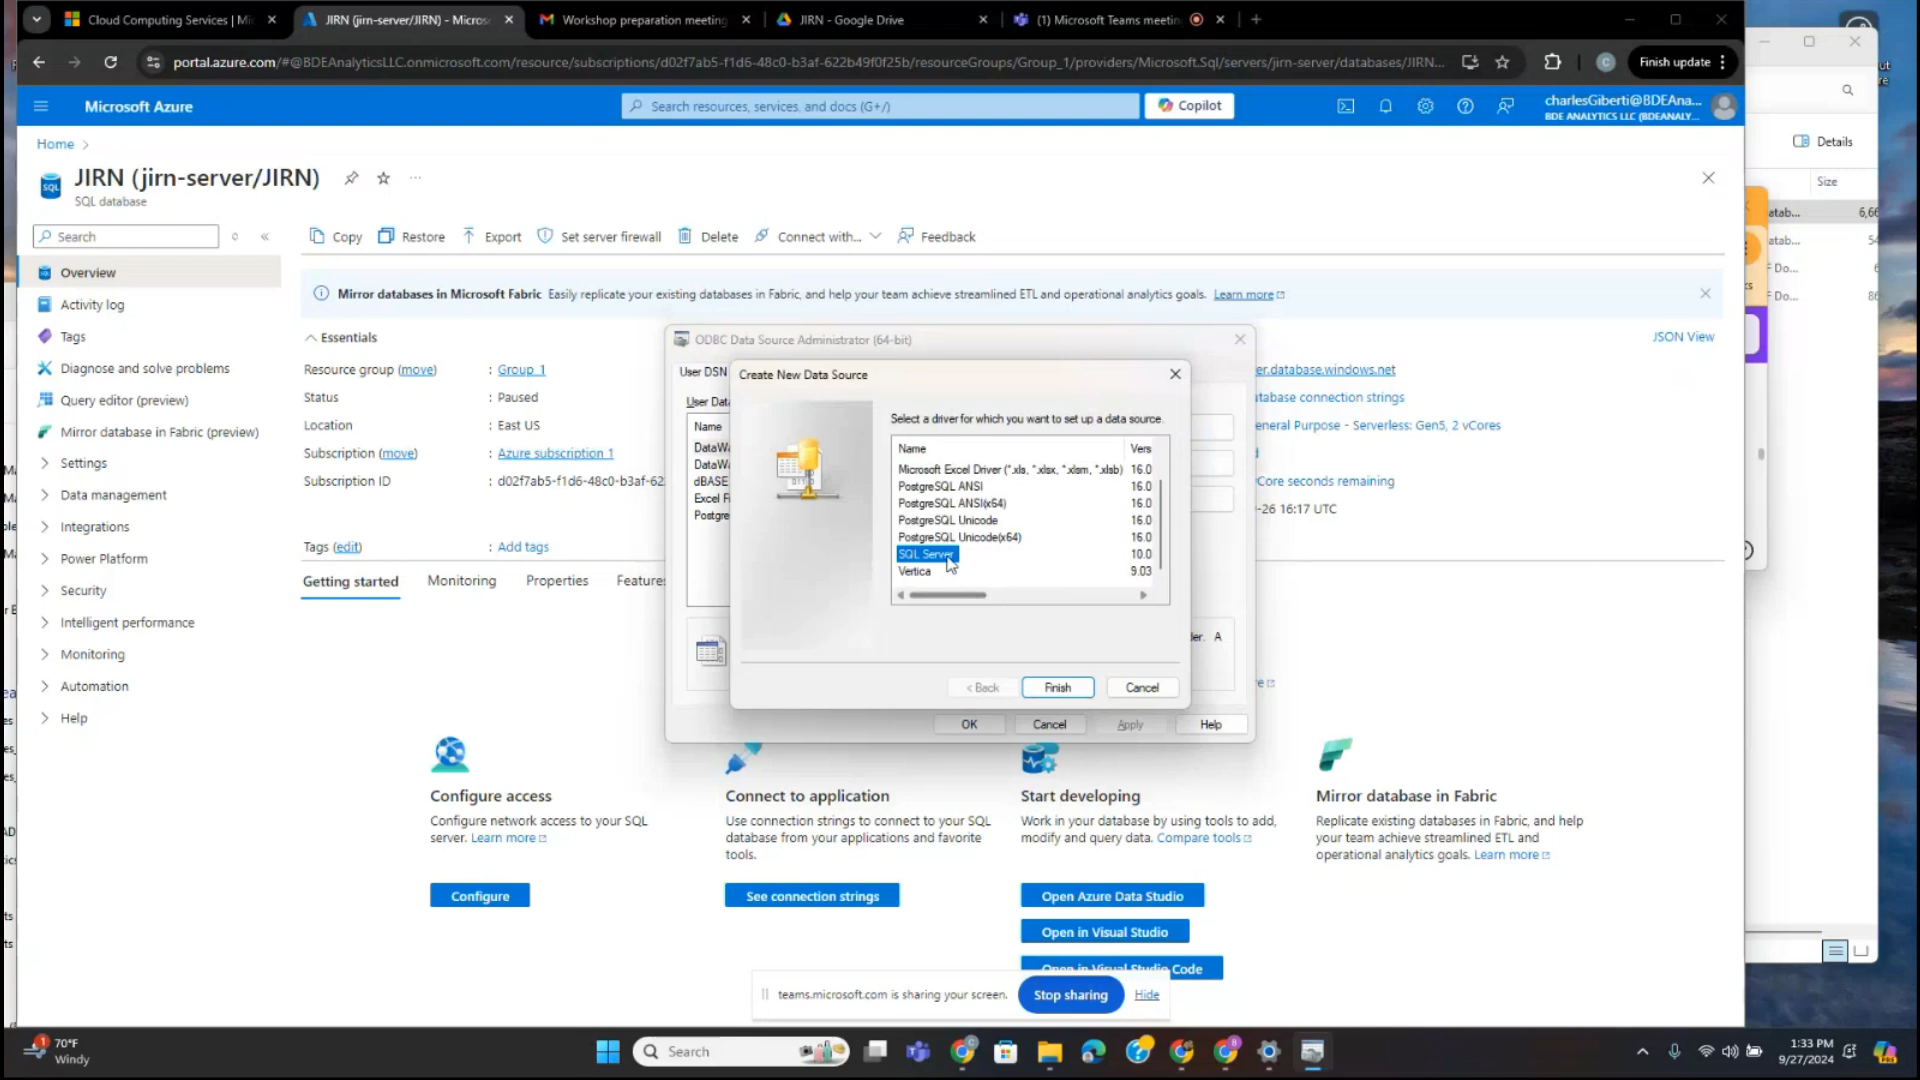 Cloud Computing Services | Mic
JIRN (jirn-server/JIRN) - Micros
Workshop preparation meeting
JIRN - Google Drive
(1) Microsoft Teams meetin
portal.azure.com/#@BDEAnalyticsLLC.onmicrosoft.com/resource/subscriptions/d02f7ab5-f1d6-48c0-b3af-622b49f0f25b/resourceGroups/Group_1/providers/Microsoft.Sql/servers/jirn-server/databases/JIRN...
C
Finish update
Microsoft Azure
Search resources, services, and docs (G+/)
Copilot
charlesGiberti@BDEAna...
BDE ANALYTICS LLC (BDEANALY...
Details
Size
Home >
JIRN (jirn-server/JIRN)
SQL database
Search
Copy
Restore
Export
Set server firewall
Delete
Connect with...
Feedback
Mirror databases in Microsoft Fabric Easily replicate your existing databases in Fabric, and help your team achieve streamlined ETL and operational analytics goals. Learn more
Overview
Activity log
Tags
Diagnose and solve problems
Query editor (preview)
Mirror database in Fabric (preview)
Settings
Data management
Integrations
Power Platform
Security
Intelligent performance
Monitoring
Automation
Help
Essentials
JSON View
Resource group (move) : Group_1
Status : Paused
Location : East US
Subscription (move) : Azure subscription 1
Subscription ID : d02f7ab5-f1d6-48c0-b3af-62
Tags (edit) : Add tags
er.database.windows.net
tabase connection strings
eneral Purpose - Serverless: Gen5, 2 vCores
Core seconds remaining
-26 16:17 UTC
Getting started
Monitoring
Properties
Features
ODBC Data Source Administrator (64-bit)
User DSN
User Data
Name
DataWa
DataWa
dBASE
Excel Fi
Postgre
Create New Data Source
Select a driver for which you want to set up a data source.
Name Vers
Microsoft Excel Driver (*.xls, *.xlsx, *.xlsm, *.xlsb) 16.0
PostgreSQL ANSI 16.0
PostgreSQL ANSI(x64) 16.0
PostgreSQL Unicode 16.0
PostgreSQL Unicode(x64) 16.0
SQL Server 10.0
Vertica 9.03
< Back
Finish
Cancel
OK
Cancel
Apply
Help
Configure access
Configure network access to your SQL
server. Learn more
Configure
Connect to application
Use connection strings to connect to your SQL
database from your applications and favorite
tools.
See connection strings
Start developing
Work in your database by using tools to add,
modify and query data. Compare tools
Open Azure Data Studio
Open in Visual Studio
Open in Visual Studio Code
Mirror database in Fabric
Replicate existing databases in Fabric, and help
your team achieve streamlined ETL and
operational analytics goals. Learn more
teams.microsoft.com is sharing your screen.
Stop sharing
Hide
70°F
Windy
Search
1:33 PM
9/27/2024